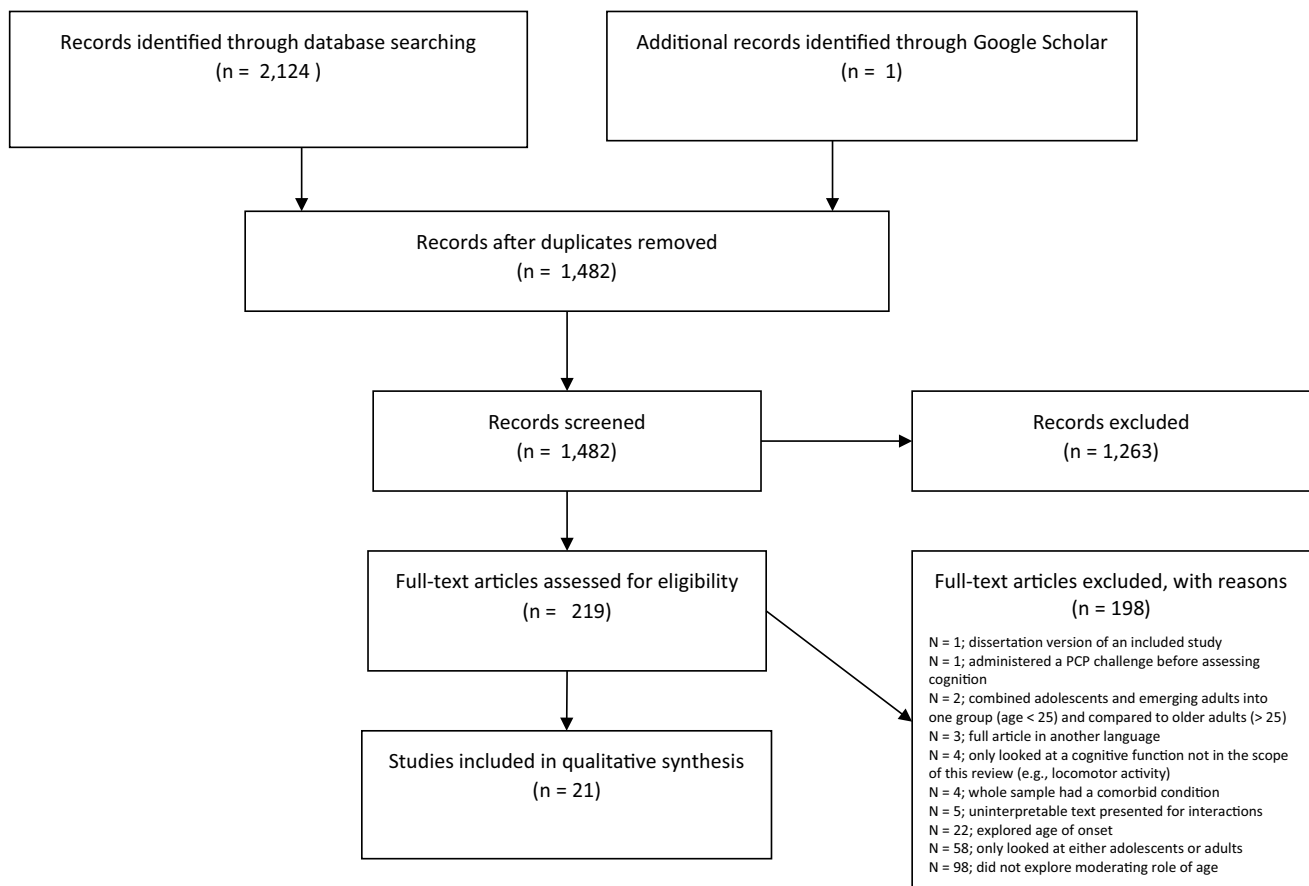 Records identified through database searching
(n = 2,124 )
Additional records identified through Google Scholar
(n = 1)
Records after duplicates removed
(n = 1,482)
Records screened
(n = 1,482)
Records excluded
(n = 1,263)
Full-text articles assessed for eligibility
(n = 219)
Full-text articles excluded, with reasons
(n = 198)
N = 1; dissertation version of an included study
N = 1; administered a PCP challenge before assessing
cognition
N = 2; combined adolescents and emerging adults into
one group (age < 25) and compared to older adults (> 25)
N = 3; full article in another language
N = 4; only looked at a cognitive function not in the scope
of this review (e.g., locomotor activity)
N = 4; whole sample had a comorbid condition
N = 5; uninterpretable text presented for interactions
N = 22; explored age of onset
N = 58; only looked at either adolescents or adults
N = 98; did not explore moderating role of age
Studies included in qualitative synthesis
(n = 21)